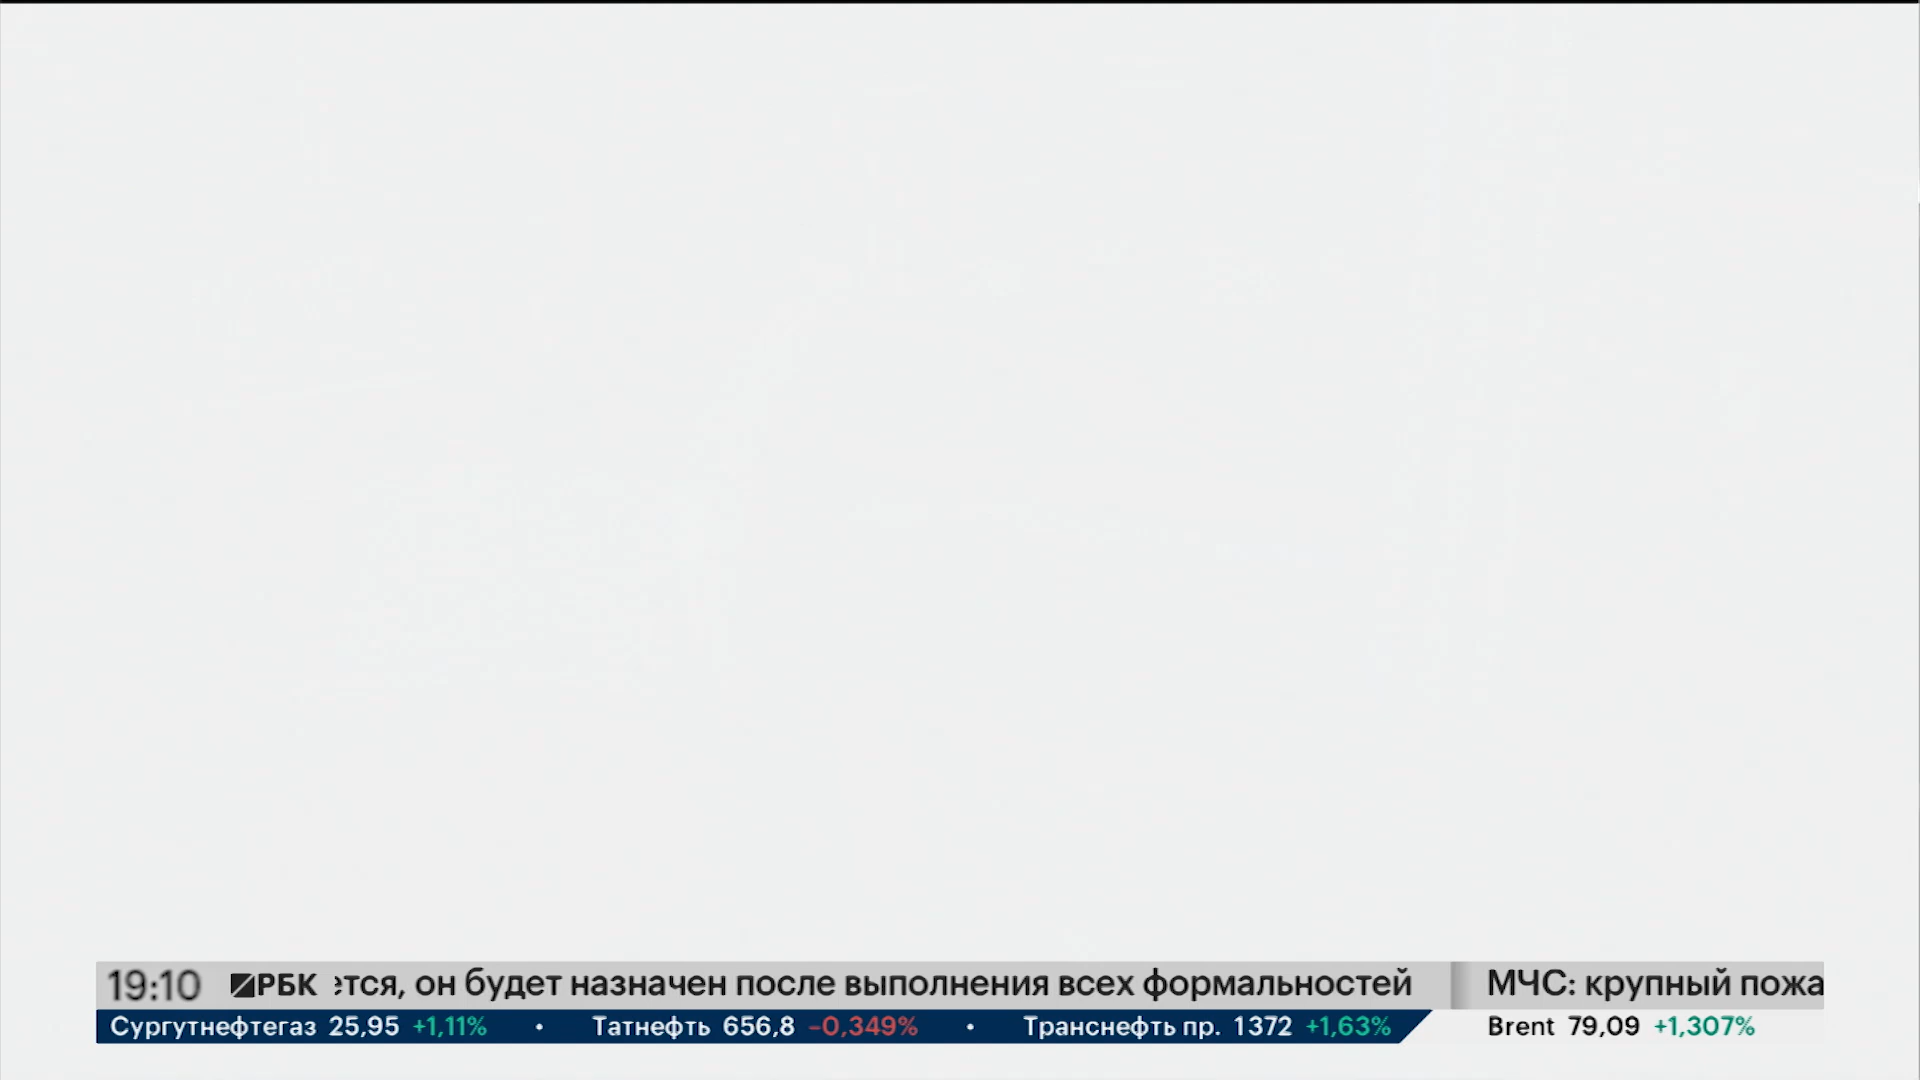 19:10 РБК тся, он будет назначен после выполнения всех формальностей МЧС: крупный пожа
Сургутнефтегаз 25,95 +1,11% • Татнефть 656,8 -0,349% • Транснефть пр. 1372 +1,63% Brent 79,09 +1,307%